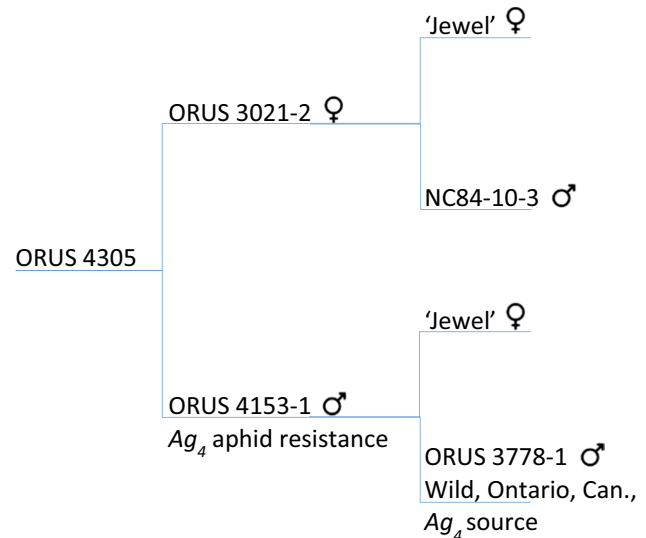 ‘Jewel’ ♀
ORUS 3021-2 ♀
NC84-10-3 ♂
ORUS 4305
‘Jewel’ ♀
ORUS 4153-1 ♂
Ag₄ aphid resistance
ORUS 3778-1 ♂
Wild, Ontario, Can.,
Ag₄ source